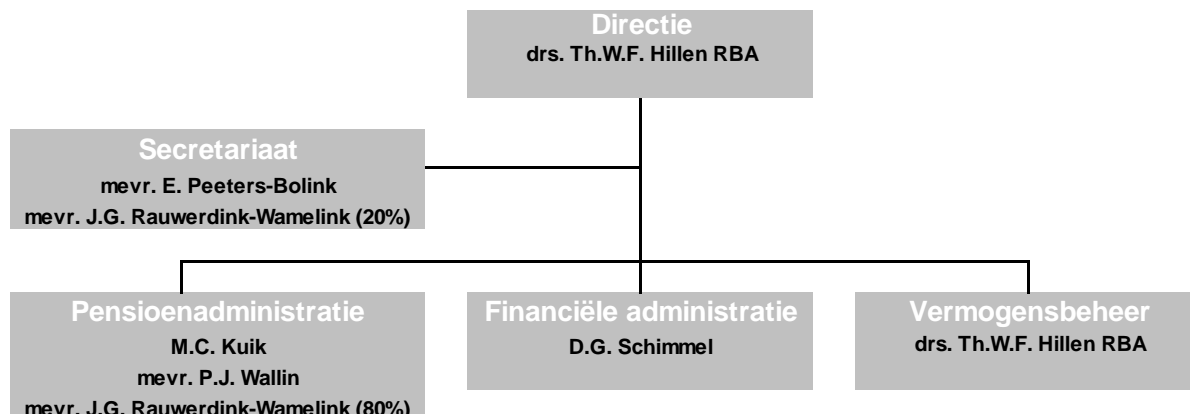 Directie
drs. Th.W.F. Hillen RBA
Secretariaat
mevr. E. Peeters-Bolink
mevr. J.G. Rauwerdink-Wamelink (20%)
Pensioenadministratie
M.C. Kuik
mevr. P.J. Wallin
mevr. J.G. Rauwerdink-Wamelink (80%)
Financiële administratie
D.G. Schimmel
Vermogensbeheer
drs. Th.W.F. Hillen RBA